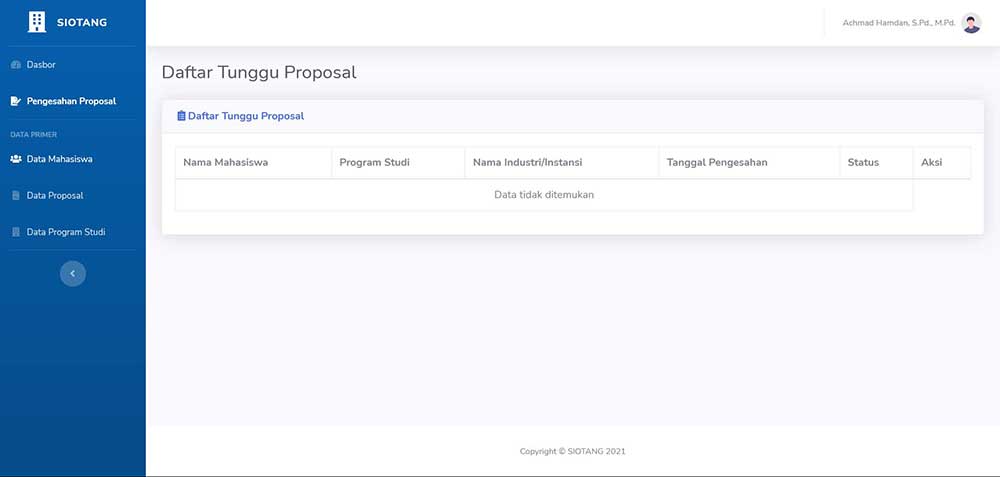 SIOTANG
Achmad Hamdan, S.Pd., M.Pd.
Dasbor
Pengesahan Proposal
DATA PRIMER
Data Mahasiswa
Data Proposal
Data Program Studi
Daftar Tunggu Proposal
Daftar Tunggu Proposal
Nama Mahasiswa Program Studi Nama Industri/Instansi Tanggal Pengesahan Status Aksi
Data tidak ditemukan
Copyright © SIOTANG 2021